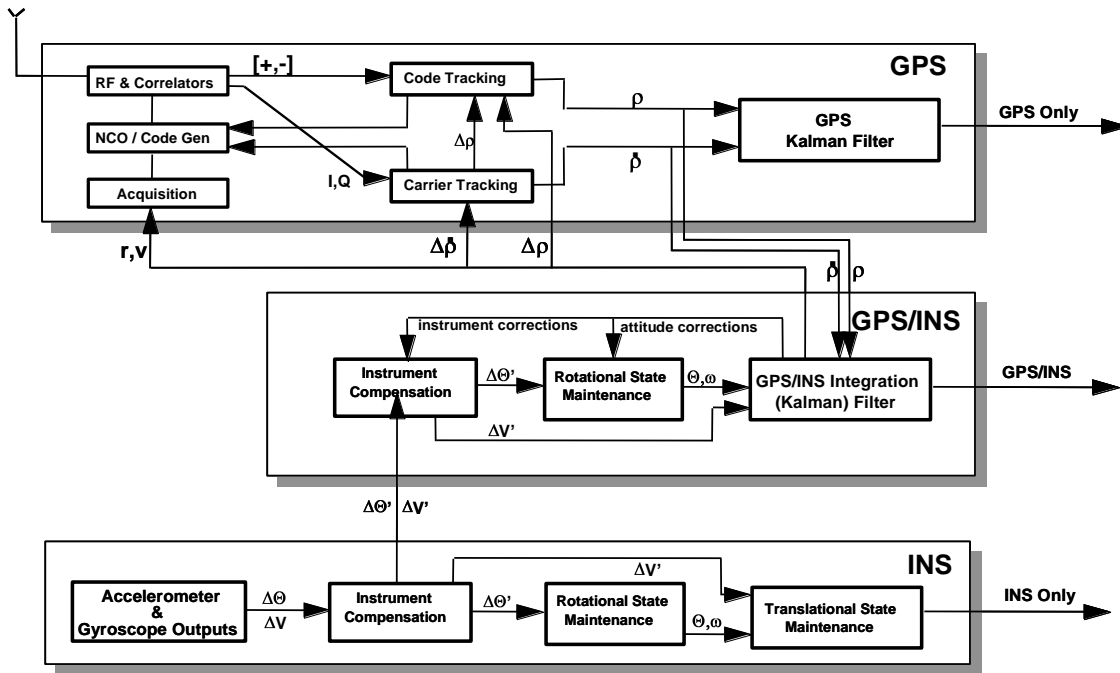 GPS
RF & Correlators
[+,-]
Code Tracking
NCO / Code Gen
Δρ
Acquisition
I,Q
Carrier Tracking
ρ
ρ̇
GPS
Kalman Filter
GPS Only
r,v
Δρ̇
Δρ
ρ̇
ρ
GPS/INS
instrument corrections
attitude corrections
Instrument
Compensation
ΔΘ’
Rotational State
Maintenance
Θ,ω
GPS/INS Integration
(Kalman) Filter
GPS/INS
ΔV’
ΔΘ’
ΔV’
INS
Accelerometer
&
Gyroscope Outputs
ΔΘ
ΔV
Instrument
Compensation
ΔΘ’
ΔV’
Rotational State
Maintenance
Θ,ω
Translational State
Maintenance
INS Only